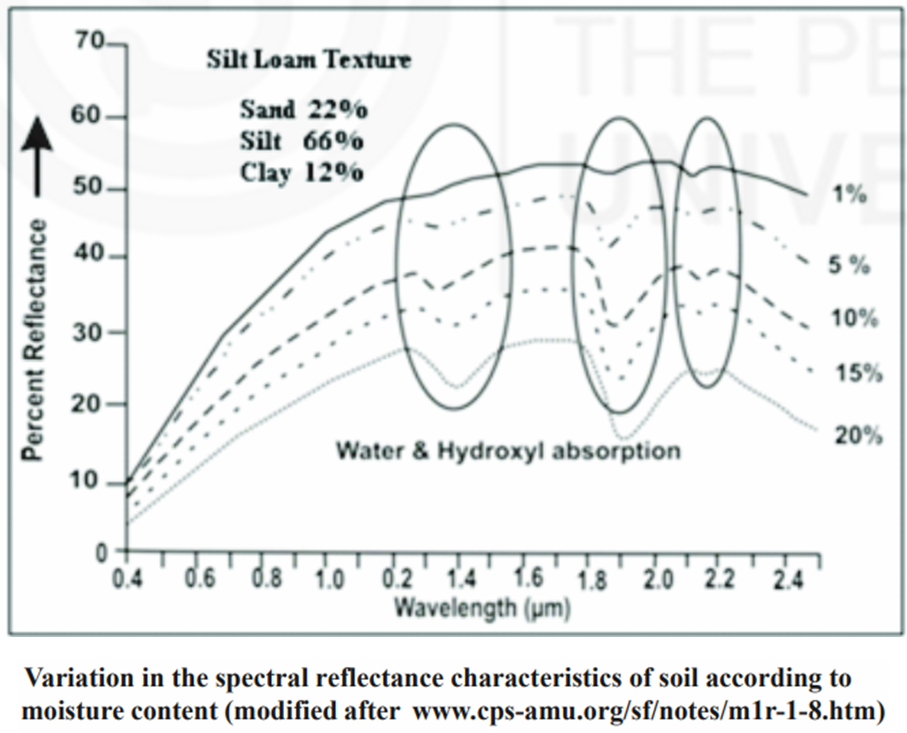 THE PE
UNIVE
70
60
50
40
30
20
10
0
Percent Reflectance
Silt Loam Texture
Sand 22%
Silt 66%
Clay 12%
1%
5 %
10%
15%
20%
Water & Hydroxyl absorption
0.4 0.6 0.8 1.0 0.2 1.4 1.6 1.8 2.0 2.2 2.4
Wavelength (μm)
Variation in the spectral reflectance characteristics of soil according to
moisture content (modified after www.cps-amu.org/sf/notes/m1r-1-8.htm)